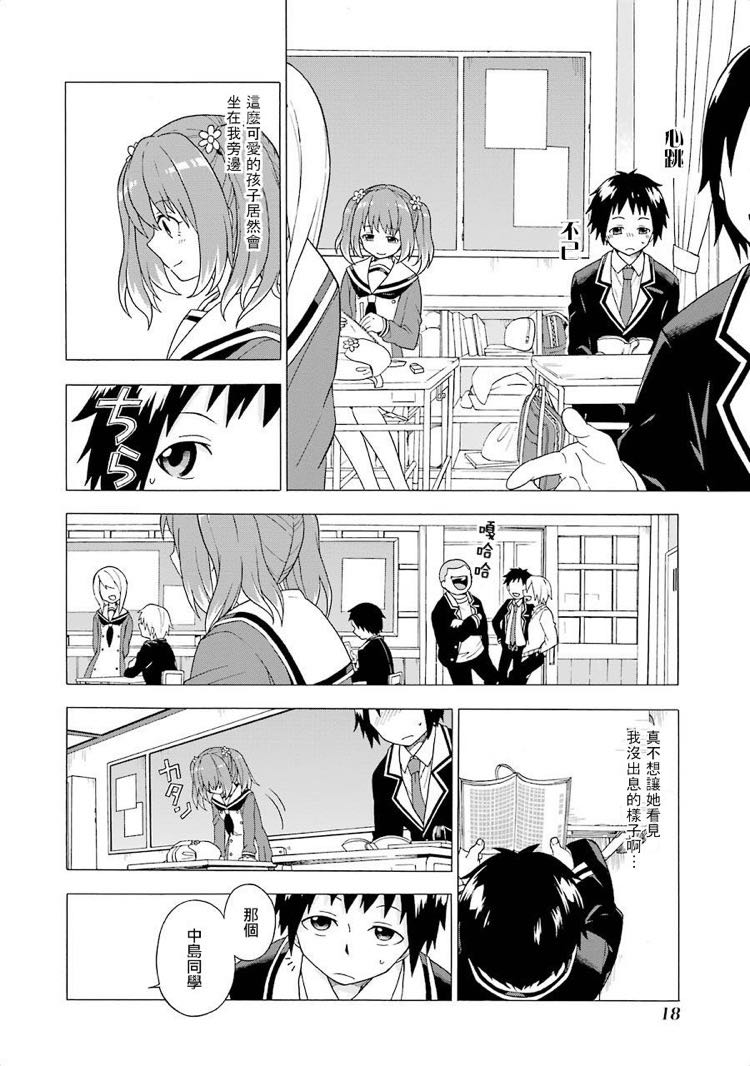 心跳
不已
這麼可愛的孩子居然會
坐在我旁邊
ちら
嘎
哈
哈
真不想讓她看見
我沒出息的樣子啊…
カタン
那個
中島同學
18